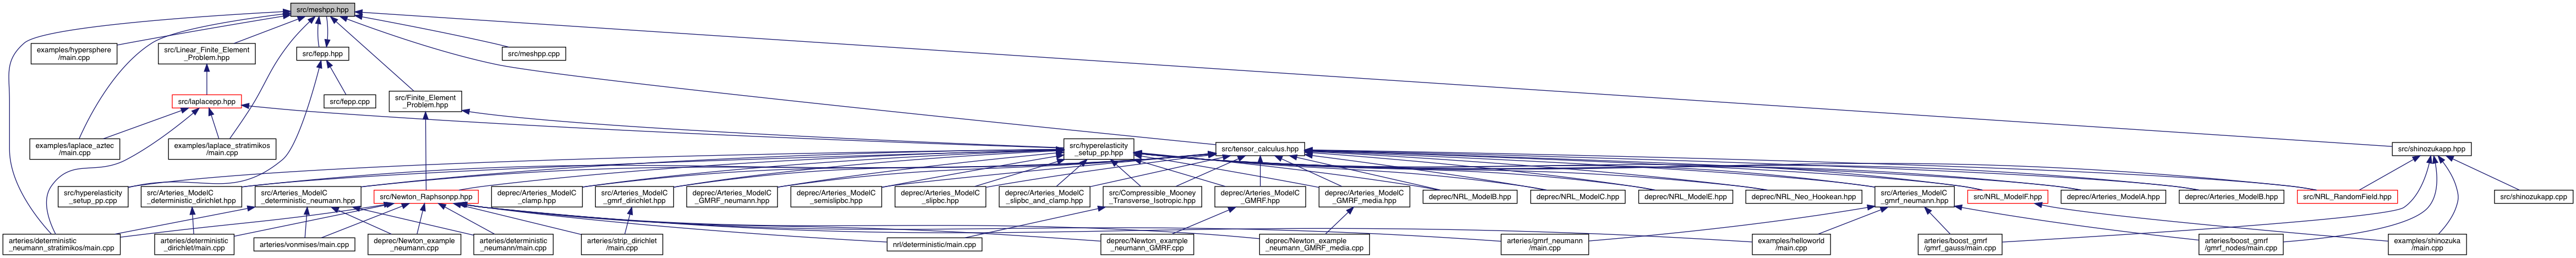 src/meshpp.hpp
examples/hypersphere
/main.cpp
src/Linear_Finite_Element
_Problem.hpp
src/fepp.hpp
src/meshpp.cpp
src/laplacepp.hpp
src/fepp.cpp
src/Finite_Element
_Problem.hpp
examples/laplace_aztec
/main.cpp
examples/laplace_stratimikos
/main.cpp
src/hyperelasticity
_setup_pp.hpp
src/tensor_calculus.hpp
src/shinozukapp.hpp
src/hyperelasticity
_setup_pp.cpp
src/Arteries_ModelC
_deterministic_dirichlet.hpp
src/Arteries_ModelC
_deterministic_neumann.hpp
src/Newton_Raphsonpp.hpp
deprec/Arteries_ModelC
_clamp.hpp
src/Arteries_ModelC
_gmrf_dirichlet.hpp
deprec/Arteries_ModelC
_GMRF_neumann.hpp
deprec/Arteries_ModelC
_semislipbc.hpp
deprec/Arteries_ModelC
_slipbc.hpp
deprec/Arteries_ModelC
_slipbc_and_clamp.hpp
src/Compressible_Mooney
_Transverse_Isotropic.hpp
deprec/Arteries_ModelC
_GMRF.hpp
deprec/Arteries_ModelC
_GMRF_media.hpp
deprec/NRL_ModelB.hpp
deprec/NRL_ModelC.hpp
deprec/NRL_ModelE.hpp
deprec/NRL_Neo_Hookean.hpp
src/Arteries_ModelC
_gmrf_neumann.hpp
src/NRL_ModelF.hpp
deprec/Arteries_ModelA.hpp
deprec/Arteries_ModelB.hpp
src/NRL_RandomField.hpp
src/shinozukapp.cpp
arteries/deterministic
_neumann_stratimikos/main.cpp
arteries/deterministic
_dirichlet/main.cpp
arteries/vonmises/main.cpp
deprec/Newton_example
_neumann.cpp
arteries/deterministic
_neumann/main.cpp
arteries/strip_dirichlet
/main.cpp
nrl/deterministic/main.cpp
deprec/Newton_example
_neumann_GMRF.cpp
deprec/Newton_example
_neumann_GMRF_media.cpp
arteries/gmrf_neumann
/main.cpp
examples/helloworld
/main.cpp
arteries/boost_gmrf
/gmrf_gauss/main.cpp
arteries/boost_gmrf
/gmrf_nodes/main.cpp
examples/shinozuka
/main.cpp